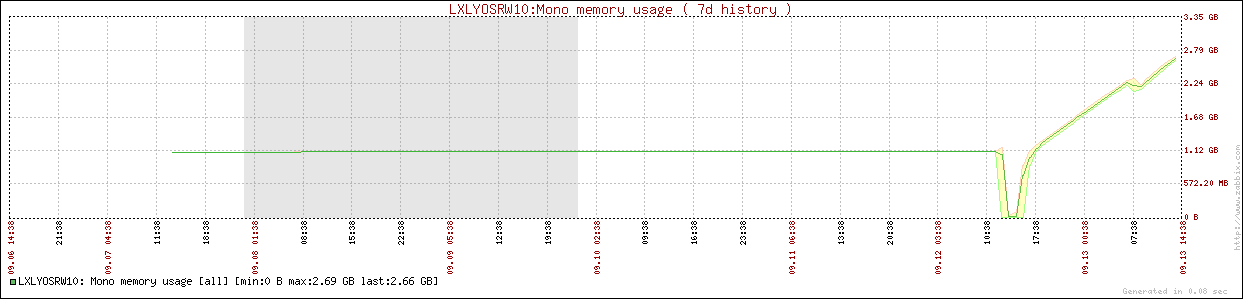 LXLYOSRW10:Mono memory usage ( 7d history )
3.35 GB
2.79 GB
2.24 GB
1.68 GB
1.12 GB
572.20 MB
0 B
09.06 14:38
21:38
09.07 04:38
11:38
18:38
09.08 01:38
08:38
15:38
22:38
09.09 05:38
12:38
19:38
09.10 02:38
09:38
16:38
23:38
09.11 06:38
13:38
20:38
09.12 03:38
10:38
17:38
09.13 00:38
07:38
09.13 14:38
http://www.zabbix.com
LXLYOSRW10: Mono memory usage [all] [min:0 B max:2.69 GB last:2.66 GB]
Generated in 0.08 sec